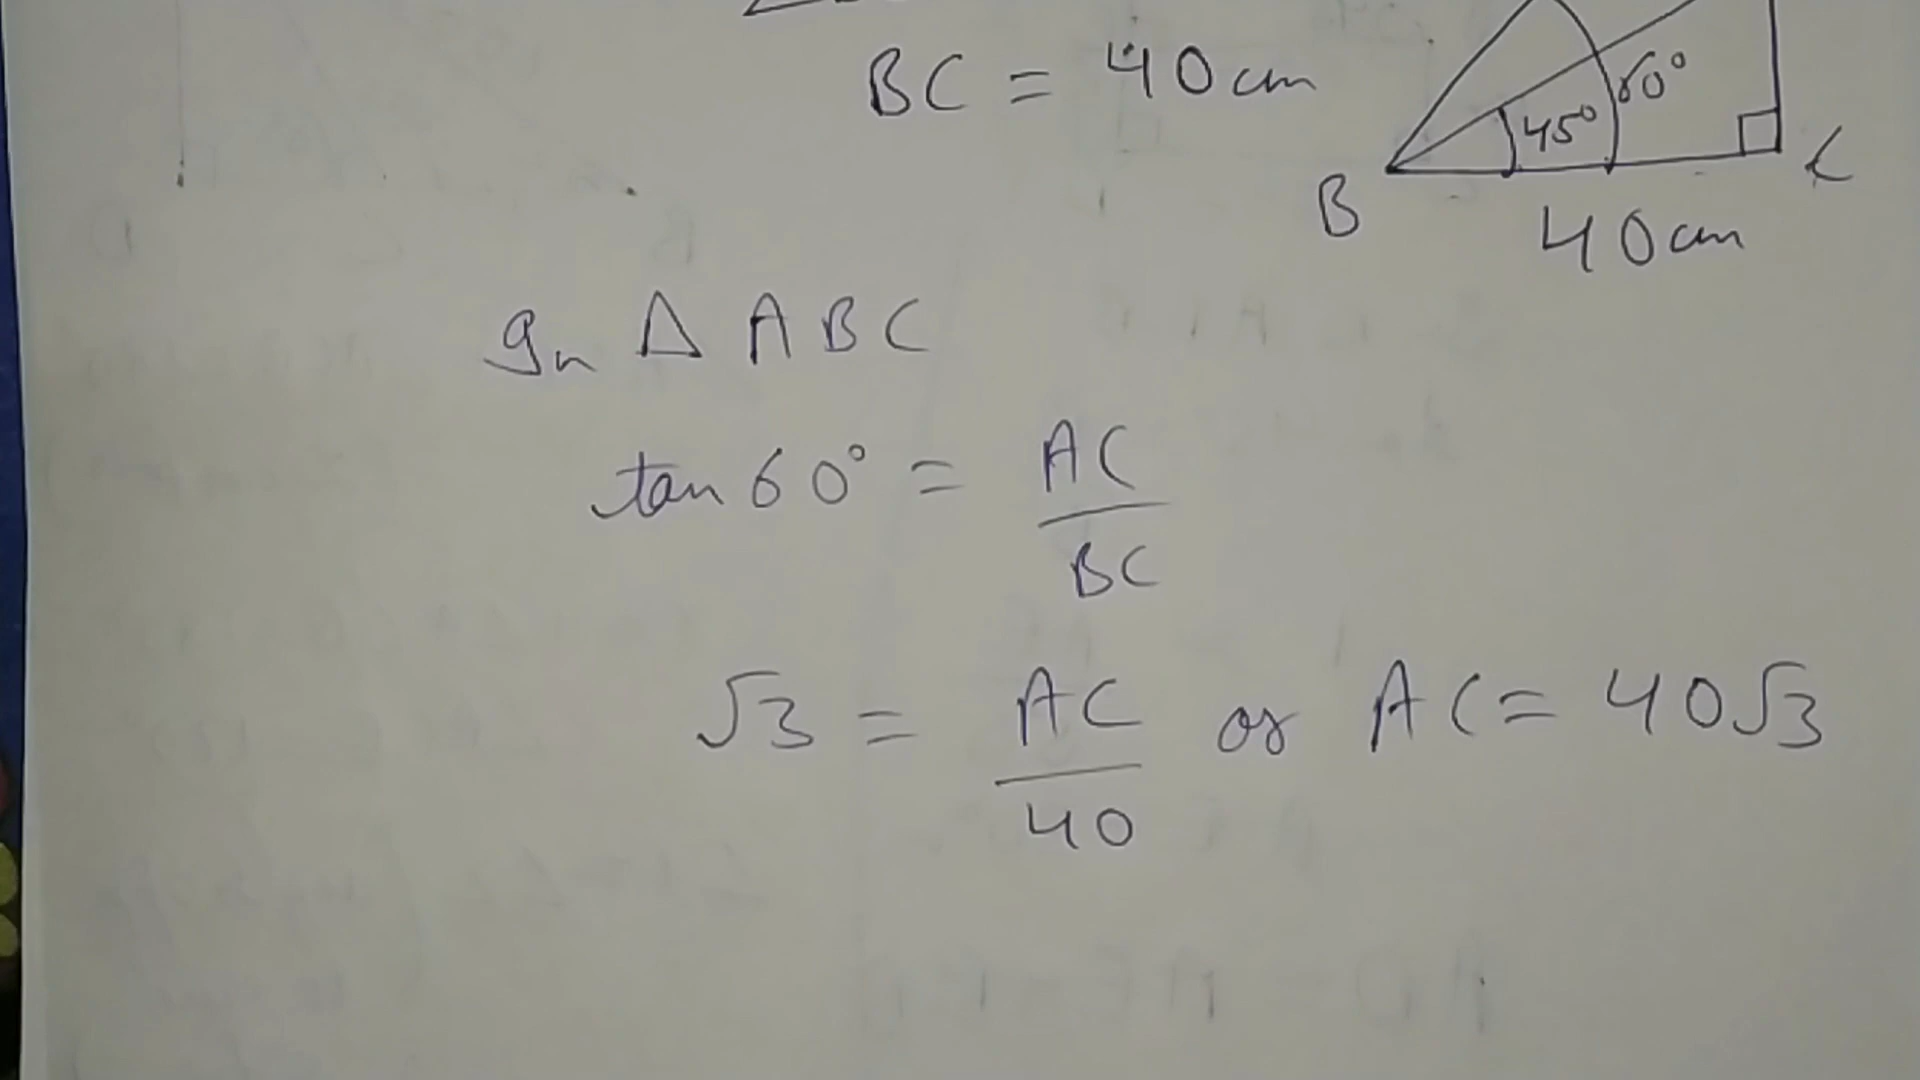 BC = 40 cm
60°
45°
B
C
40 cm
In Δ ABC
tan 60° = AC
BC
√3 = AC or AC = 40√3
40